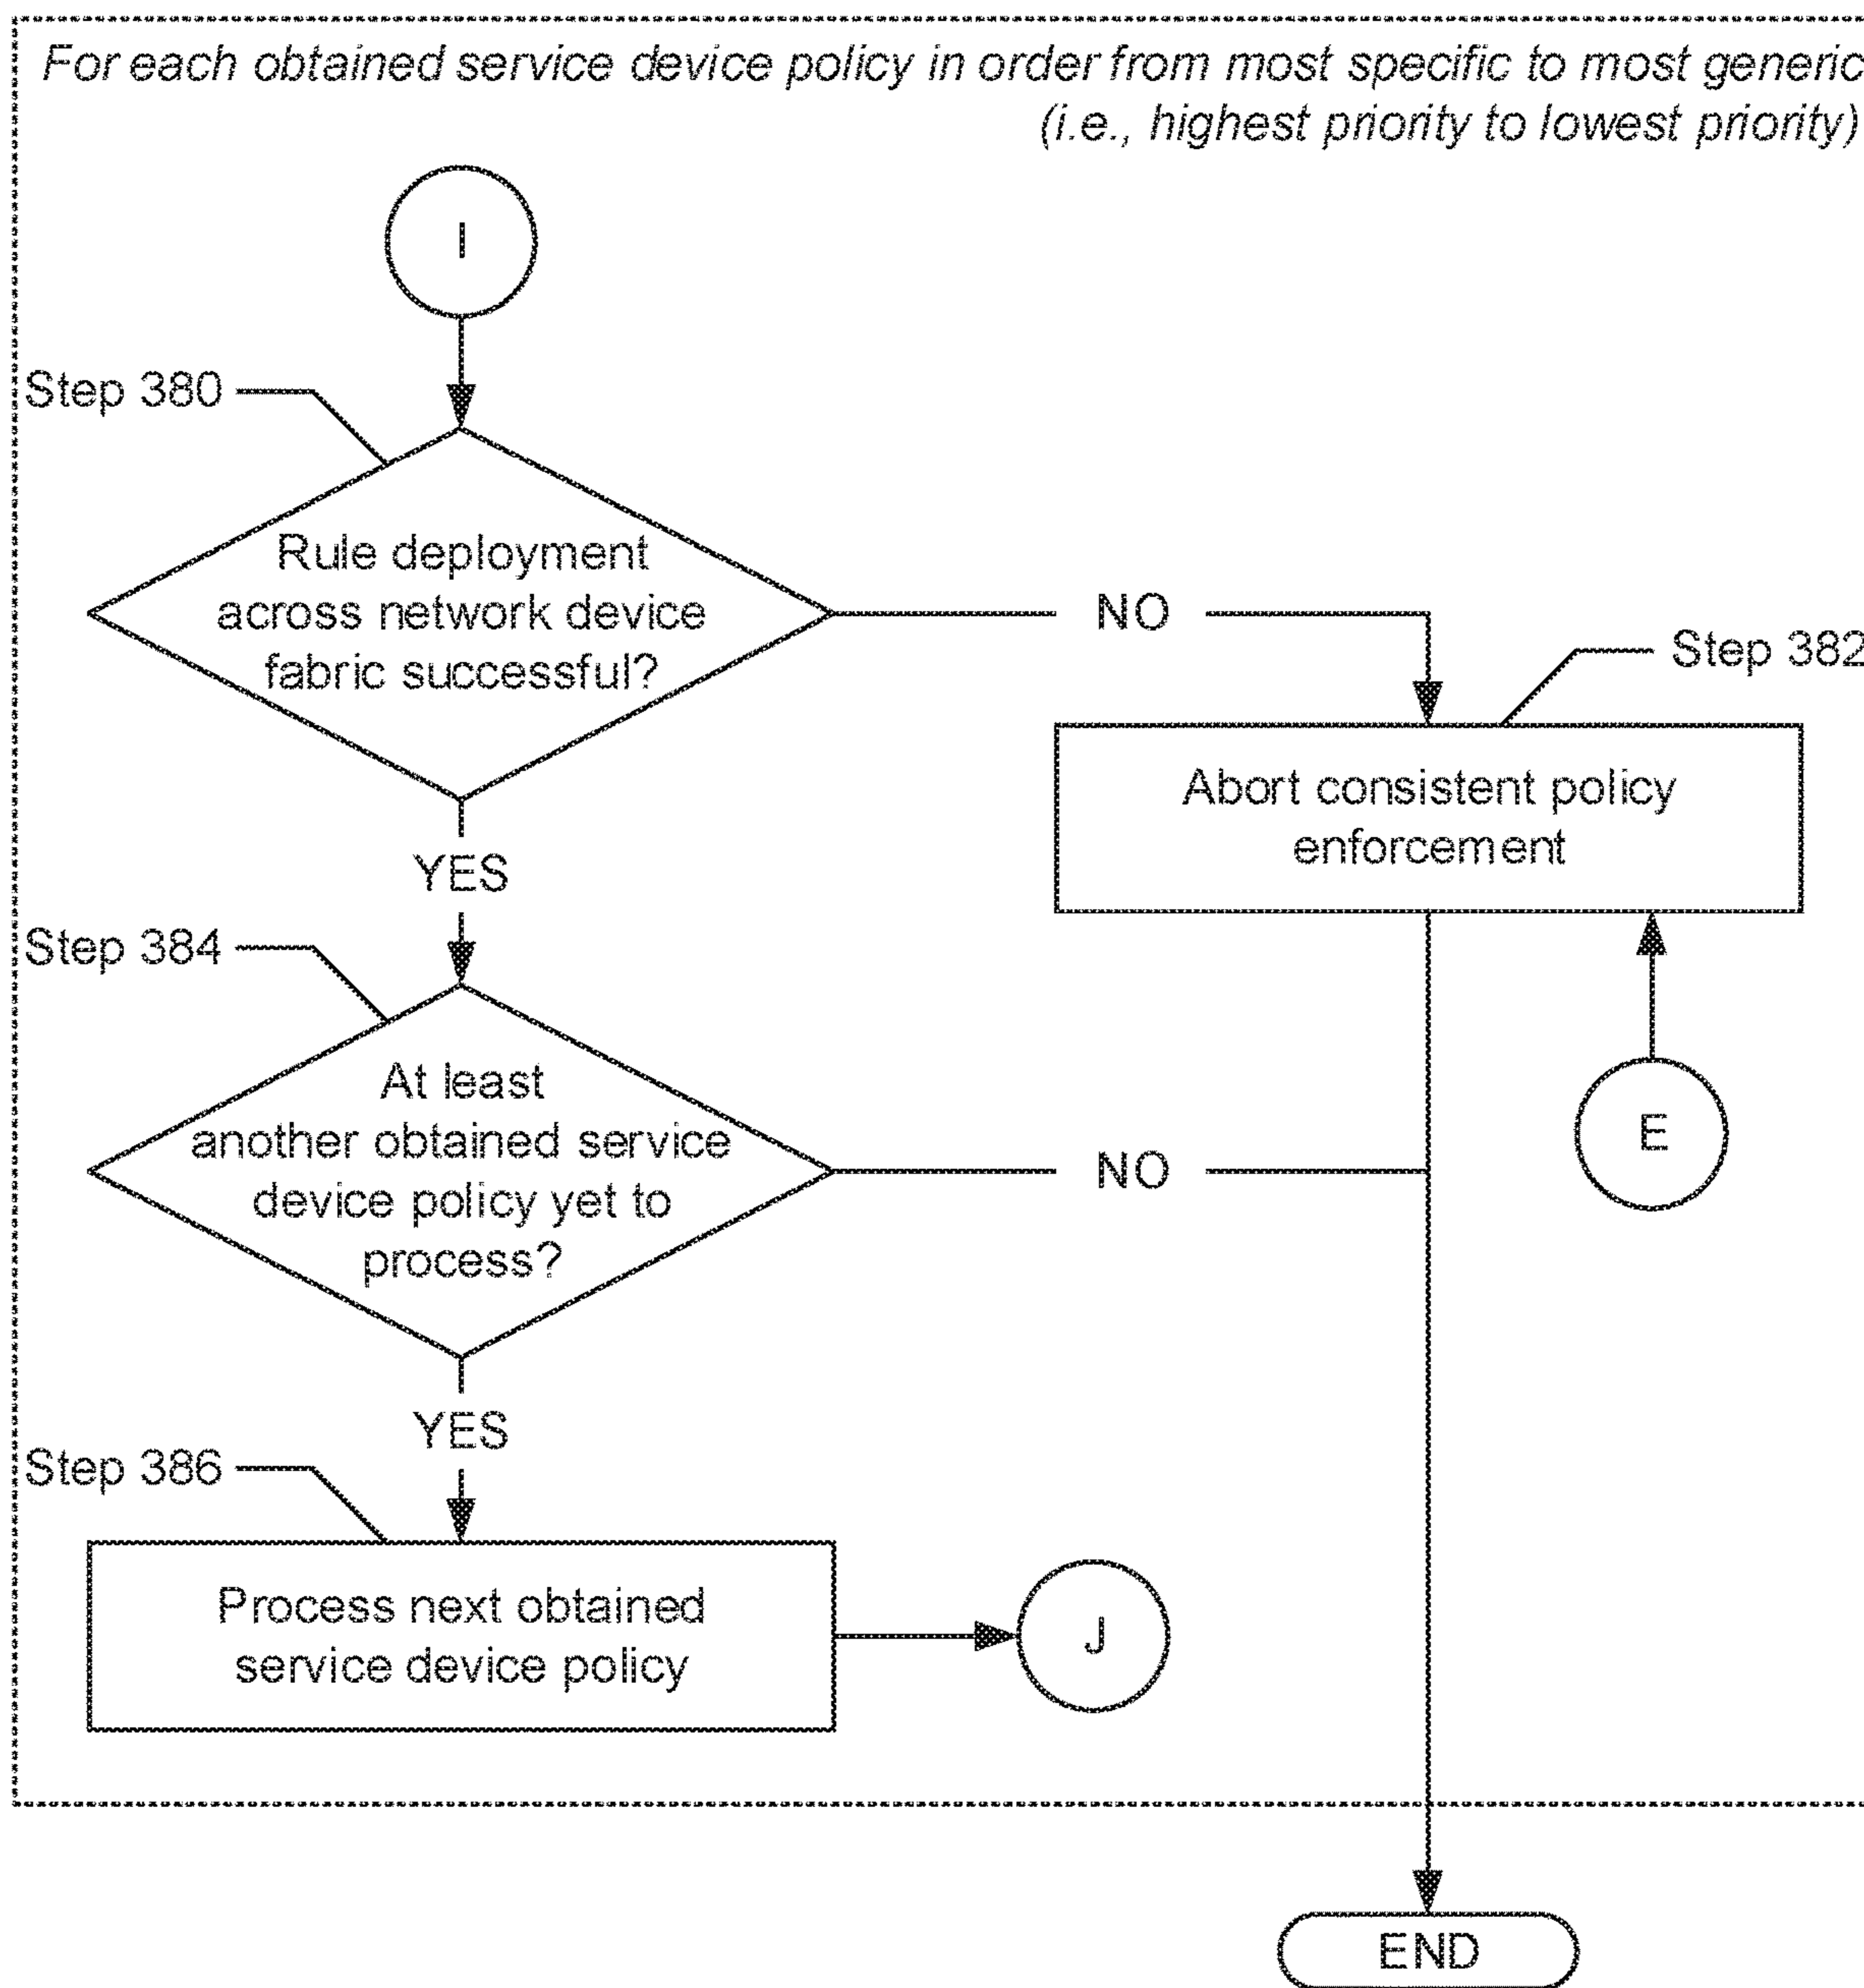 For each obtained service device policy in order from most specific to most generic
(i.e., highest priority to lowest priority)
I
Step 380
Rule deployment
across network device
fabric successful?
NO
Step 382
Abort consistent policy
enforcement
YES
Step 384
At least
another obtained service
device policy yet to
process?
NO
E
YES
Step 386
Process next obtained
service device policy
J
END